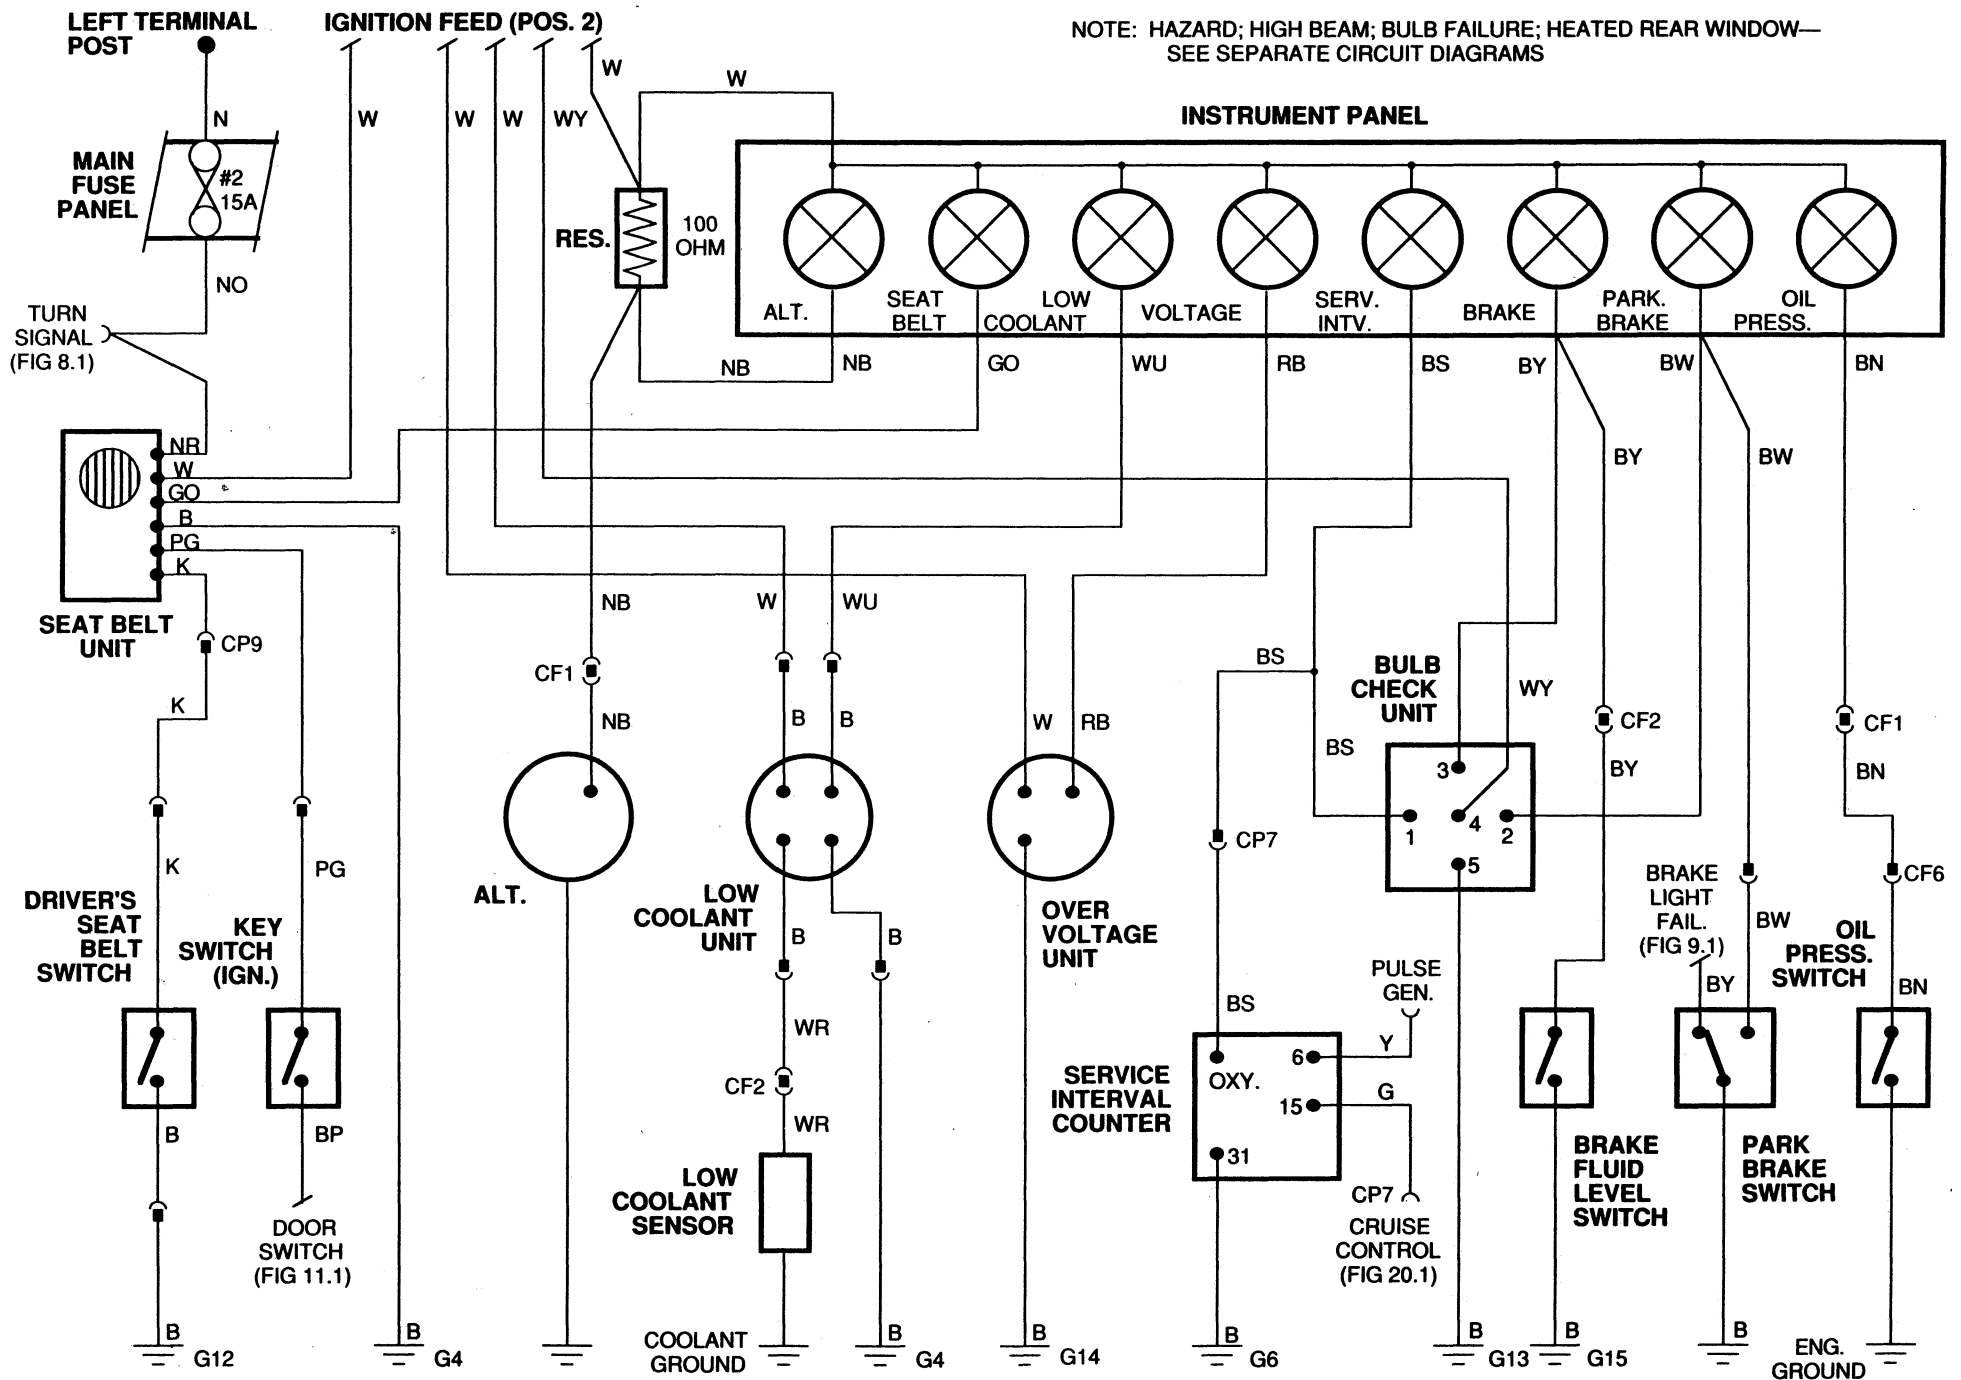 LEFT TERMINAL
POST
IGNITION FEED (POS. 2)
NOTE: HAZARD; HIGH BEAM; BULB FAILURE; HEATED REAR WINDOW—
SEE SEPARATE CIRCUIT DIAGRAMS
W
W
N
W
W
W
WY
INSTRUMENT PANEL
MAIN
FUSE
PANEL
#2
15A
RES.
100
OHM
NO
ALT.
SEAT
BELT
LOW
COOLANT
VOLTAGE
SERV.
INTV.
BRAKE
PARK.
BRAKE
OIL
PRESS.
TURN
SIGNAL
(FIG 8.1)
NB
NB
GO
WU
RB
BS
BY
BW
BN
BY
BW
NR
W
GO
B
PG
K
SEAT BELT
UNIT
CP9
NB
W
WU
CF1
NB
B
B
W
RB
BS
BS
BULB
CHECK
UNIT
WY
CF2
BY
CF1
BN
K
3
1
4
2
5
K
PG
CP7
CF6
ALT.
DRIVER'S
SEAT
BELT
SWITCH
KEY
SWITCH
(IGN.)
LOW
COOLANT
UNIT
B
B
OVER
VOLTAGE
UNIT
BRAKE
LIGHT
FAIL.
(FIG 9.1)
BW
BY
OIL
PRESS.
SWITCH
BN
PULSE
GEN.
BS
Y
WR
CF2
WR
SERVICE
INTERVAL
COUNTER
OXY.
6
15
31
G
B
BP
DOOR
SWITCH
(FIG 11.1)
LOW
COOLANT
SENSOR
CP7
CRUISE
CONTROL
(FIG 20.1)
BRAKE
FLUID
LEVEL
SWITCH
PARK
BRAKE
SWITCH
B
G12
B
G4
COOLANT
GROUND
B
G4
B
G14
B
G6
B
G13
B
G15
B
ENG.
GROUND